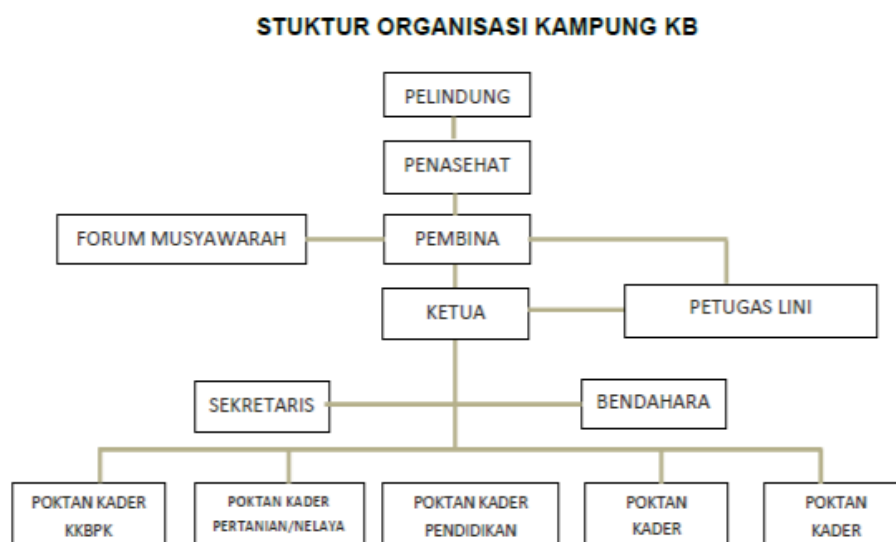 STUKTUR ORGANISASI KAMPUNG KB
PELINDUNG
PENASEHAT
FORUM MUSYAWARAH
PEMBINA
KETUA
PETUGAS LINI
SEKRETARIS
BENDAHARA
POKTAN KADER
KKBPK
POKTAN KADER
PERTANIAN/NELAYA
POKTAN KADER
PENDIDIKAN
POKTAN
KADER
POKTAN
KADER